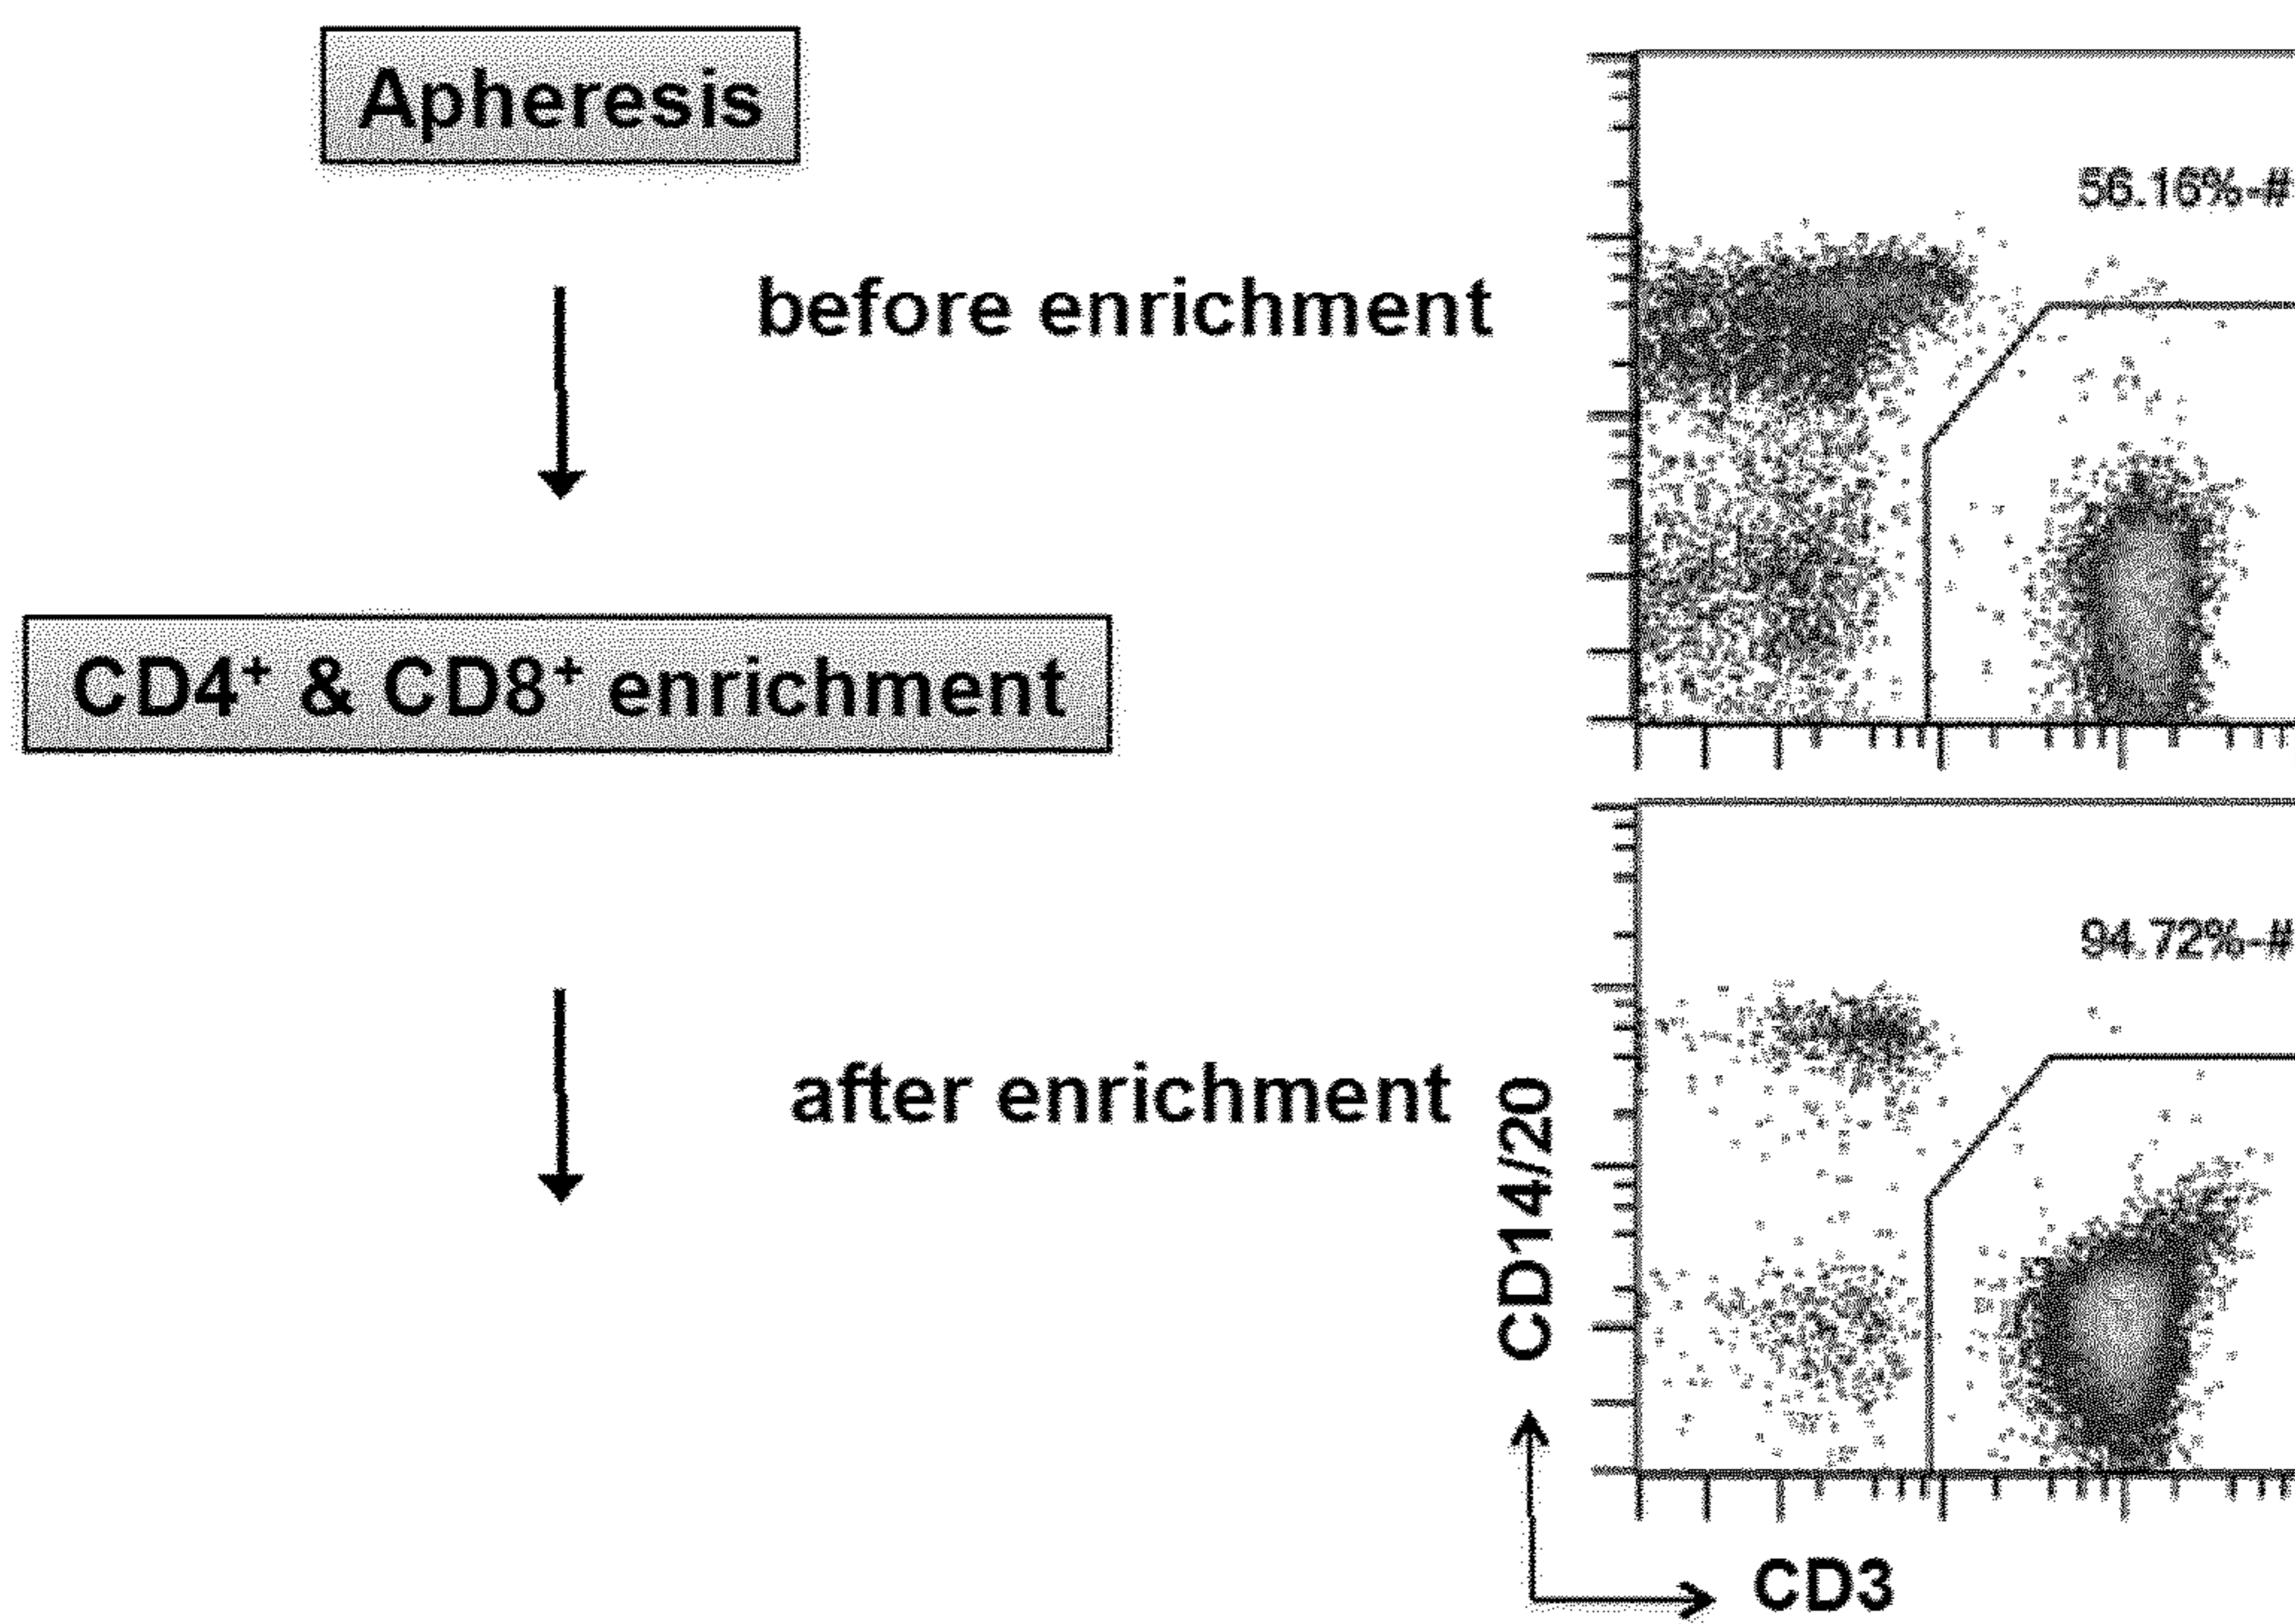 Apheresis
before enrichment
56.16%-#
CD4⁺ & CD8⁺ enrichment
94.72%-#
after enrichment
CD14/20
CD3